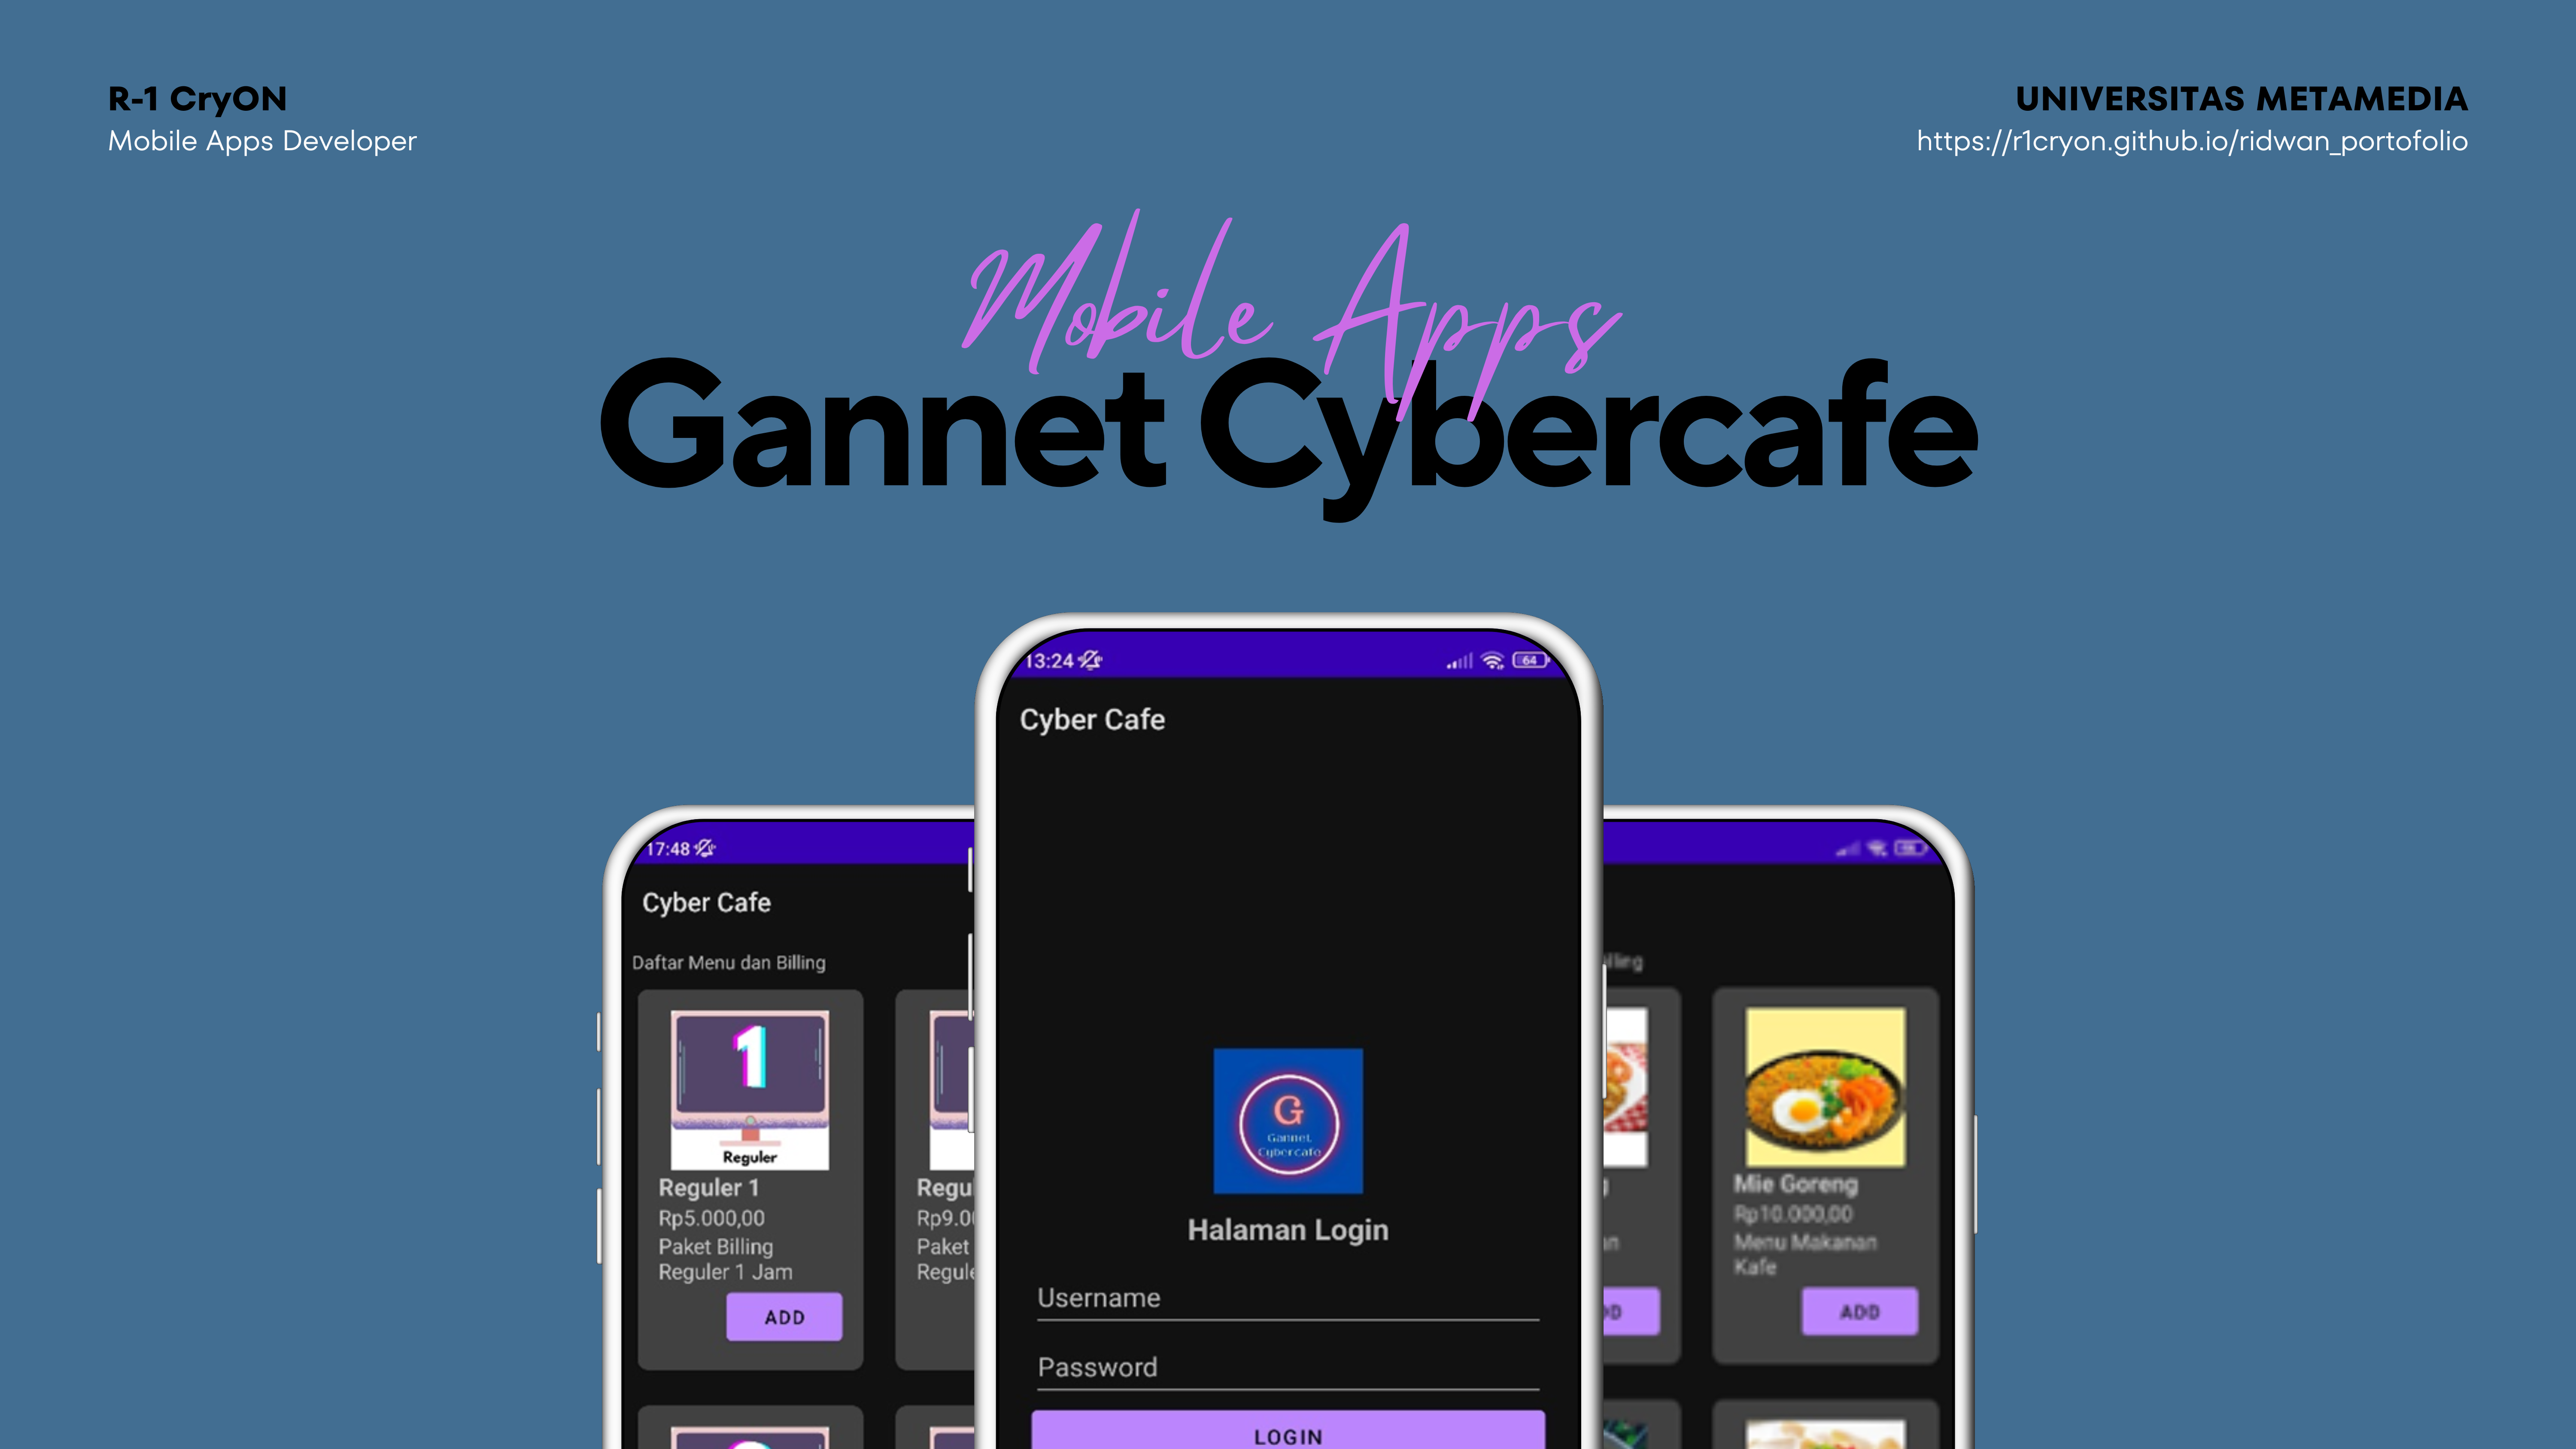 R-1 CryON
Mobile Apps Developer
UNIVERSITAS METAMEDIA
https://r1cryon.github.io/ridwan_portofolio
Mobile Apps
Gannet Cybercafe
13:24
64
Cyber Cafe
G
Gannet
Cybercafe
Halaman Login
Username
Password
LOGIN
17:48
Cyber Cafe
Daftar Menu dan Billing
1
Reguler
Reguler 1
Rp5.000,00
Paket Billing
Reguler 1 Jam
ADD
Regul
Rp9.0
Paket
Regule
lling
Mie Goreng
Rp10.000,00
Menu Makanan
Kafe
ADD